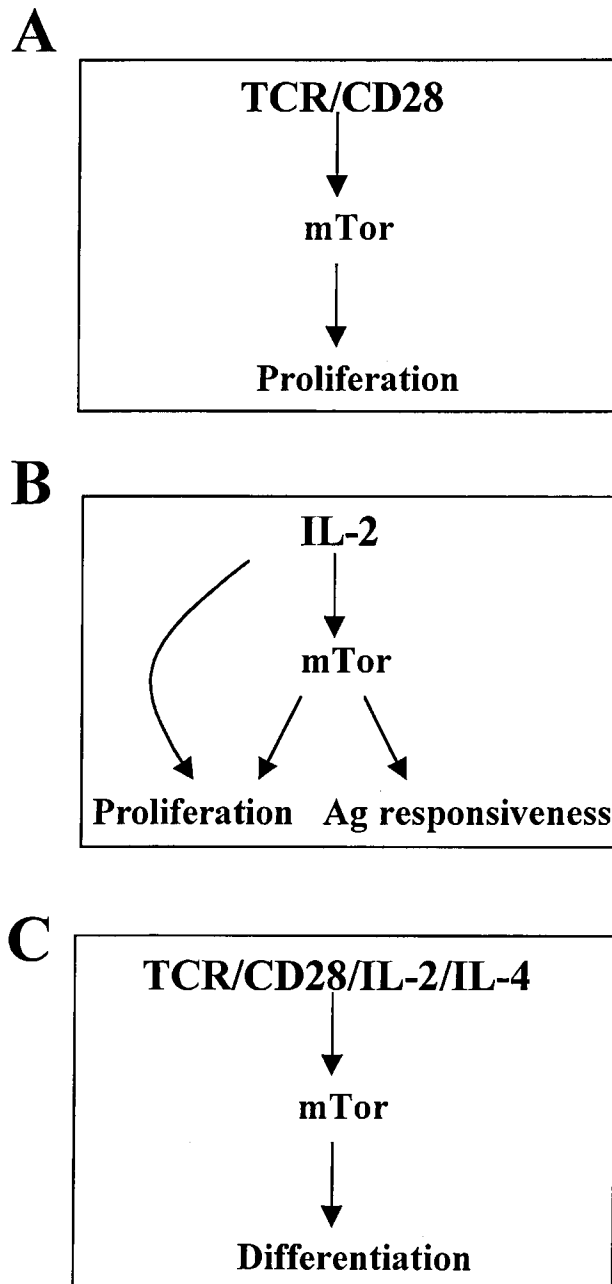 A
TCR/CD28
mTor
Proliferation
B
IL-2
mTor
Proliferation Ag responsiveness
C
TCR/CD28/IL-2/IL-4
mTor
Differentiation